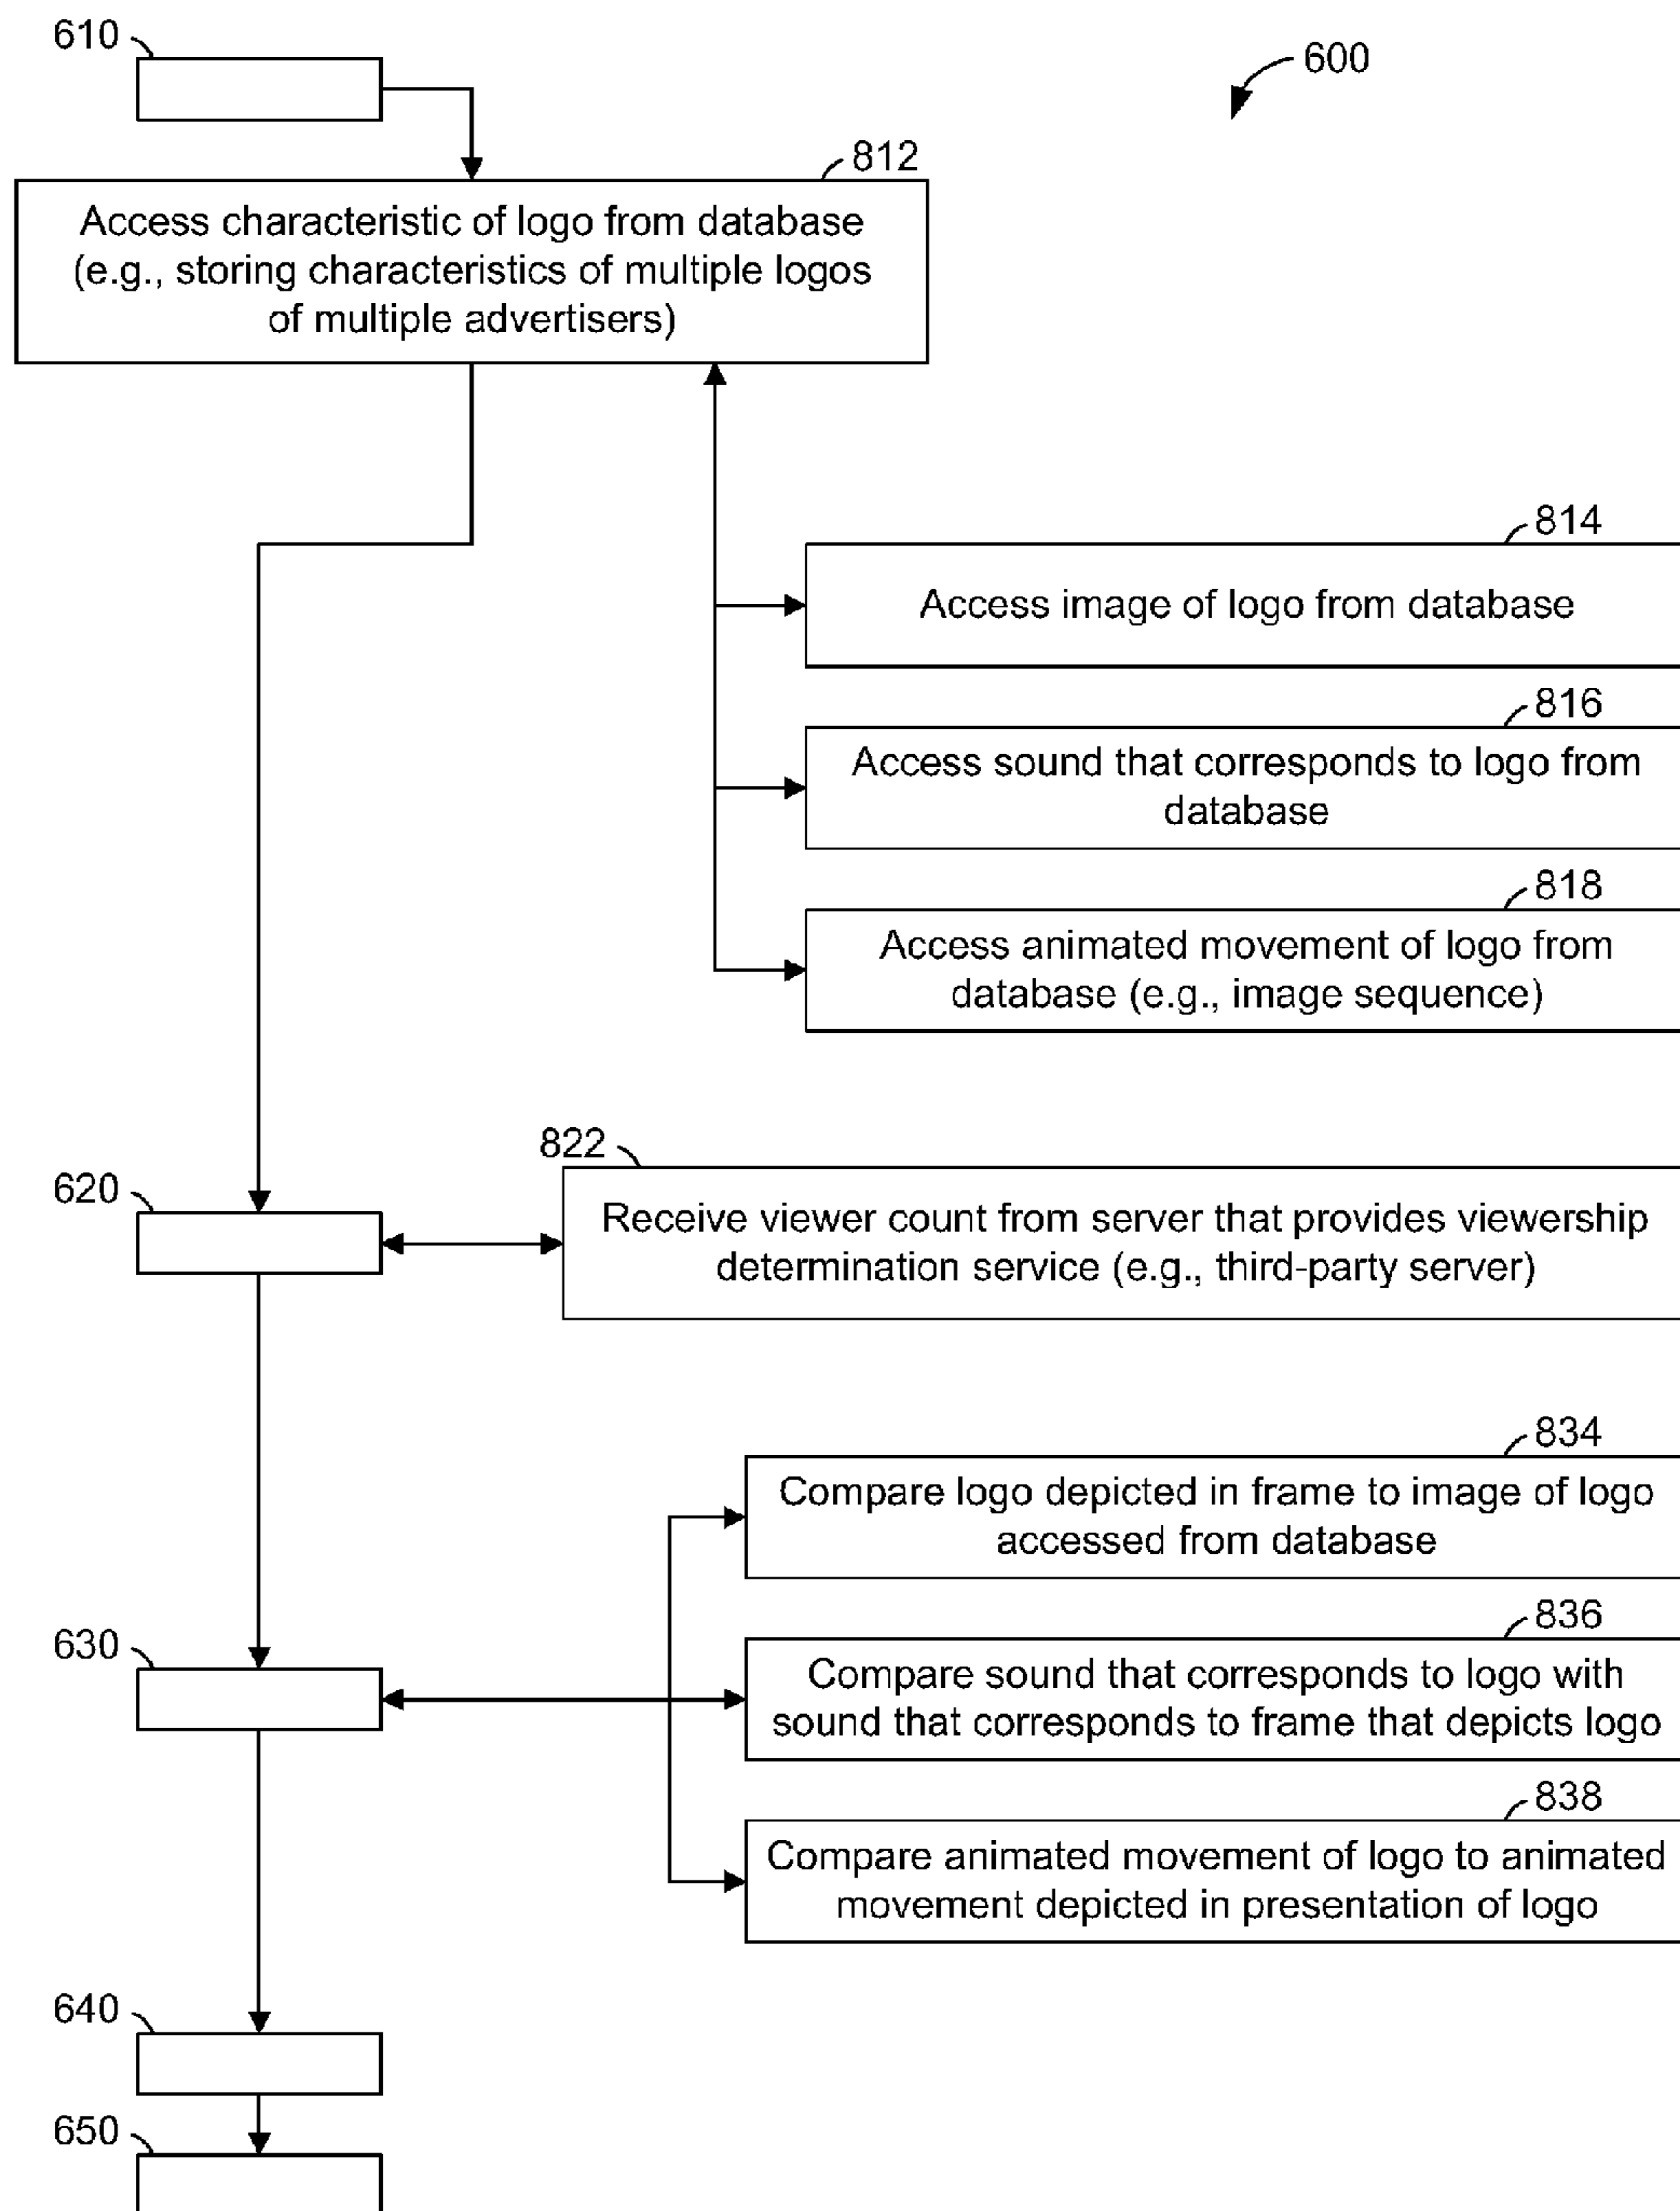 610
600
812
Access characteristic of logo from database
(e.g., storing characteristics of multiple logos
of multiple advertisers)
814
Access image of logo from database
816
Access sound that corresponds to logo from
database
818
Access animated movement of logo from
database (e.g., image sequence)
822
620
Receive viewer count from server that provides viewership
determination service (e.g., third-party server)
834
Compare logo depicted in frame to image of logo
accessed from database
836
630
Compare sound that corresponds to logo with
sound that corresponds to frame that depicts logo
838
Compare animated movement of logo to animated
movement depicted in presentation of logo
640
650